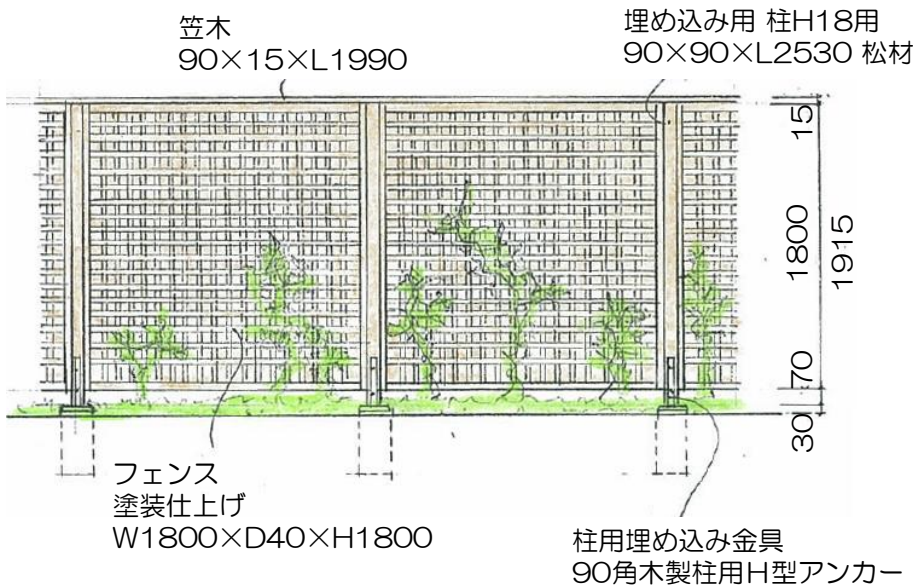 笠木
90×15×L1990
埋め込み用 柱H18用
90×90×L2530 松材
15
1800
1915
70
30
フェンス
塗装仕上げ
W1800×D40×H1800
柱用埋め込み金具
90角木製柱用H型アンカー